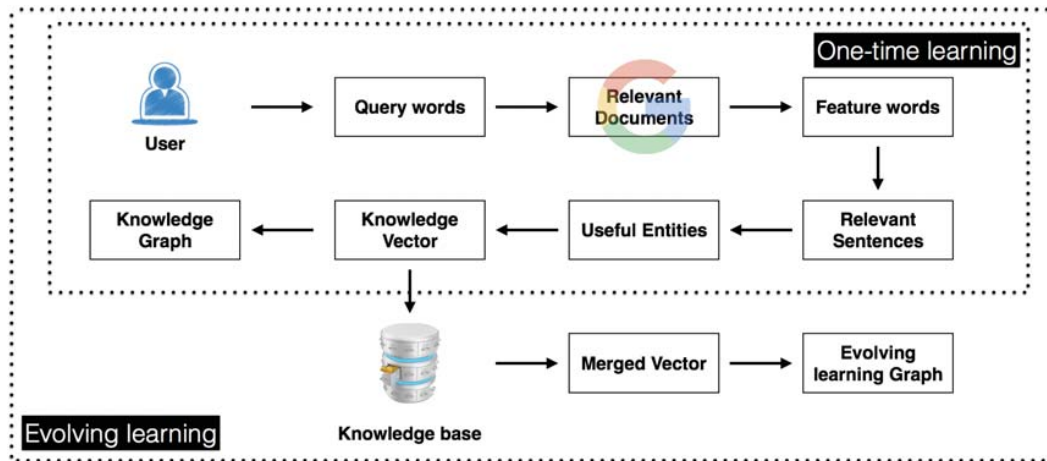 One-time learning
Query words
Relevant
Documents
Feature words
User
Knowledge
Graph
Knowledge
Vector
Useful Entities
Relevant
Sentences
Merged Vector
Evolving
learning Graph
Knowledge base
Evolving learning